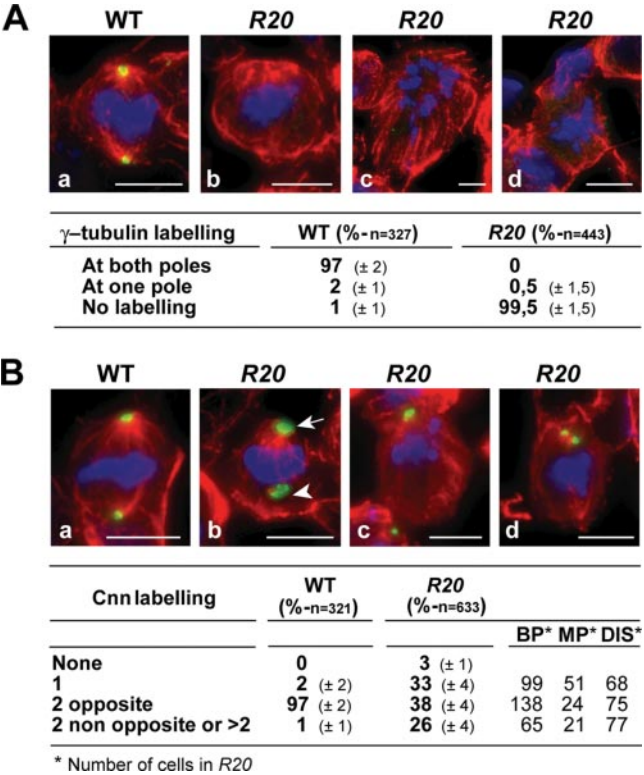 A
WT R20 R20 R20
a b c d
γ–tubulin labelling WT (%-n=327) R20 (%-n=443)
At both poles 97 (± 2) 0
At one pole 2 (± 1) 0,5 (± 1,5)
No labelling 1 (± 1) 99,5 (± 1,5)
B
WT R20 R20 R20
a b c d
Cnn labelling WT (%-n=321) R20 (%-n=633)
BP* MP* DIS*
None 0 3 (± 1)
1 2 (± 2) 33 (± 4) 99 51 68
2 opposite 97 (± 2) 38 (± 4) 138 24 75
2 non opposite or >2 1 (± 1) 26 (± 4) 65 21 77
* Number of cells in R20